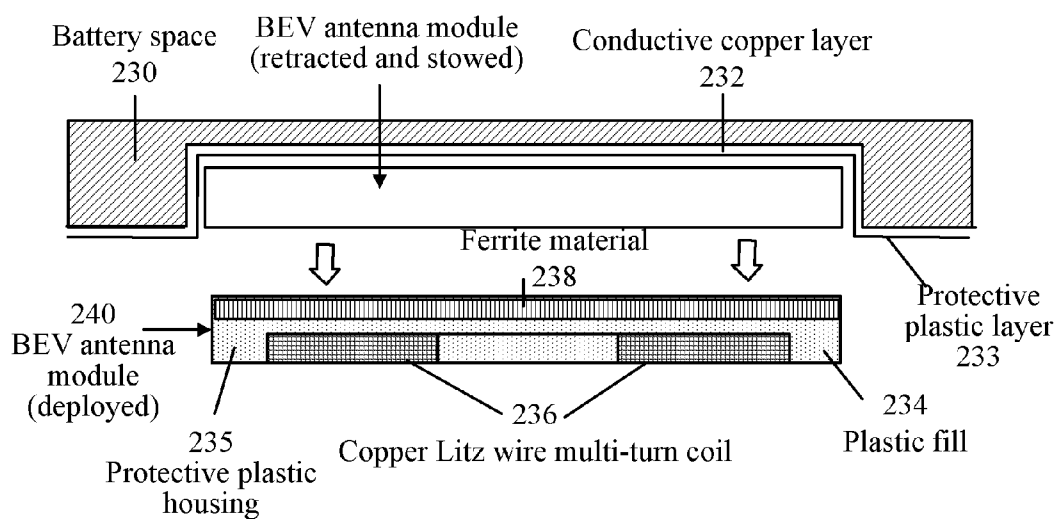 Battery space
230
BEV antenna module
(retracted and stowed)
Conductive copper layer
232
Ferrite material
238
Protective
plastic layer
233
240
BEV antenna
module
(deployed)
235
Protective plastic
housing
236
Copper Litz wire multi-turn coil
234
Plastic fill